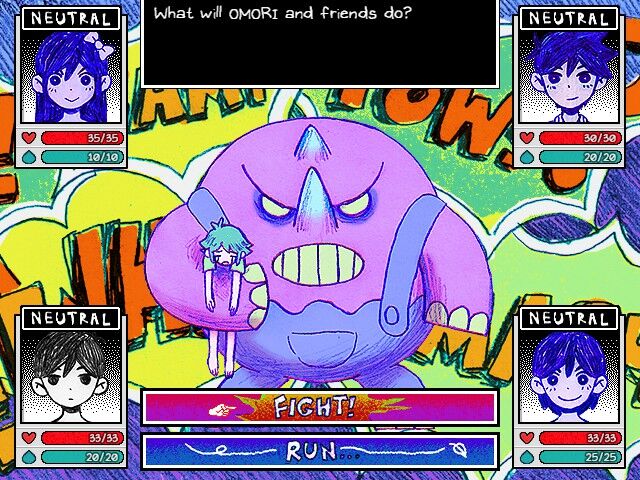 What will OMORI and friends do?
NEUTRAL
35/35
10/10
NEUTRAL
30/30
20/20
NEUTRAL
33/33
20/20
NEUTRAL
33/33
25/25
FIGHT!
RUN...